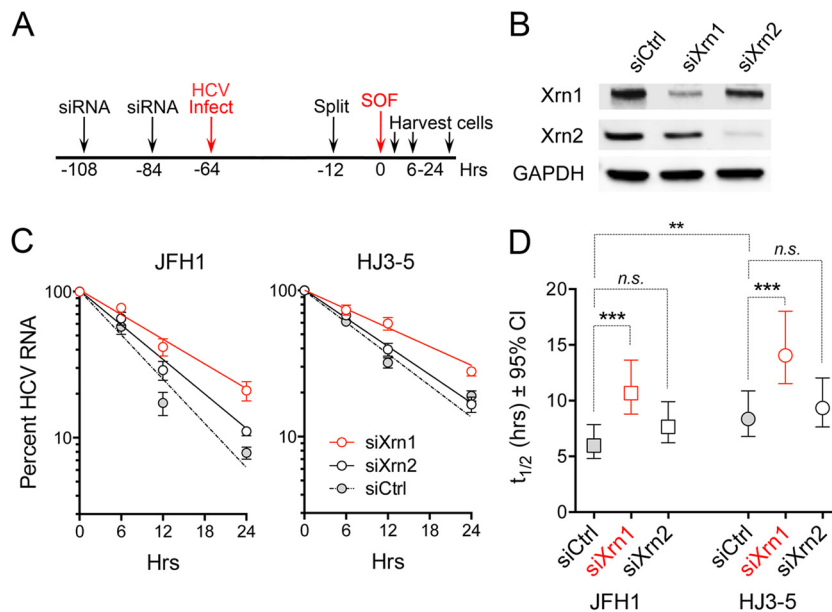 A
siRNA
siRNA
HCV
Infect
Split
SOF
Harvest cells
-108
-84
-64
-12
0
6-24
Hrs
B
siCtrl
siXrn1
siXrn2
Xrn1
Xrn2
GAPDH
C
JFH1
HJ3-5
Percent HCV RNA
100
10
0
6
12
18
24
Hrs
100
10
siXrn1
siXrn2
siCtrl
0
6
12
18
24
Hrs
D
**
n.s.
n.s.
***
***
t1/2 (hrs) ± 95% CI
20
15
10
5
0
siCtrl
siXrn1
siXrn2
siCtrl
siXrn1
siXrn2
JFH1
HJ3-5